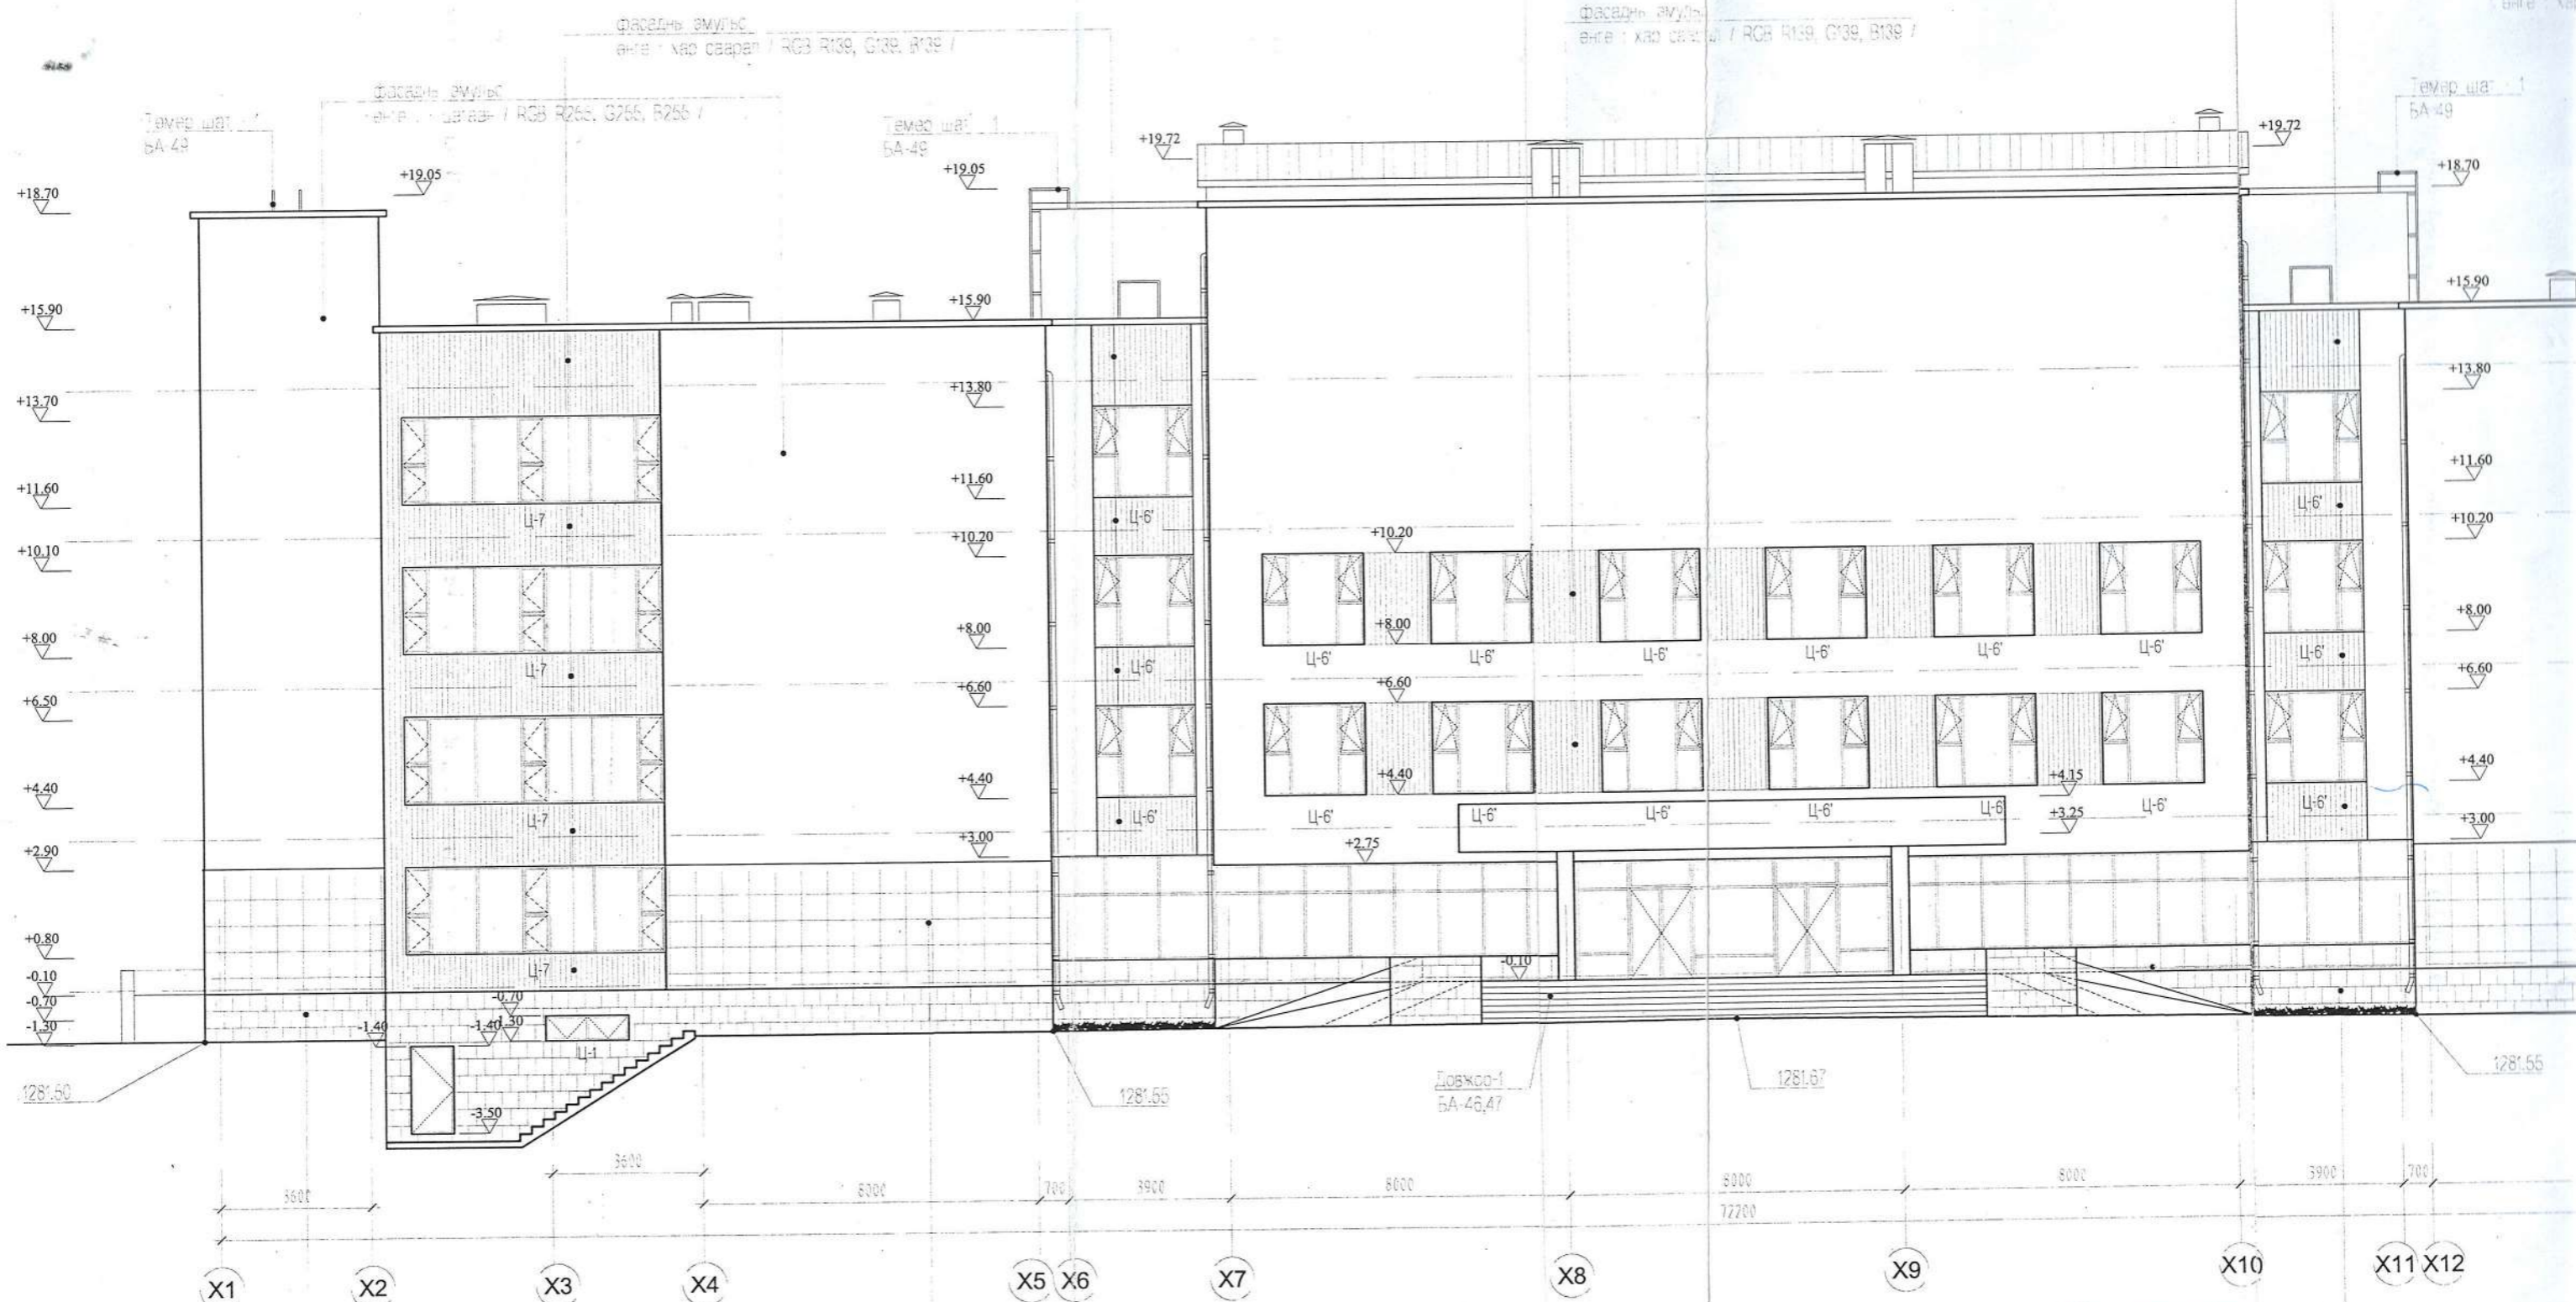 фасадны эмульс
өнгө : хар саарал / RGB R139, G139, B139 /
фасадны эмульс
өнгө : хар саарал / RGB R139, G139, B139 /
фасадны эмульс
өнгө : цагаан / RGB R255, G255, B255 /
Төмөр шат - 1
БА-49
Төмөр шат - 1
БА-49
Төмөр шат - 1
БА-49
+18.70
+19.05
+19.05
+19.72
+19.72
+18.70
+15.90
+15.90
+15.90
+13.70
+13.80
+13.80
+11.60
+11.60
+11.60
Ц-7
Ц-6'
Ц-6'
+10.10
+10.20
+10.20
+10.20
+8.00
+8.00
+8.00
+8.00
Ц-7
Ц-6'
Ц-6'
Ц-6'
Ц-6'
Ц-6'
Ц-6'
Ц-6'
Ц-6'
Ц-6'
+6.50
+6.60
+6.60
+6.60
+4.40
+4.40
+4.40
+4.15
+4.40
Ц-7
Ц-6'
Ц-6'
Ц-6'
Ц-6'
Ц-6'
Ц-6
+3.25
Ц-6'
Ц-6'
+2.90
+3.00
+2.75
+3.00
+0.80
Ц-7
-0.10
-0.10
-0.70
-0.70
-1.30
-1.40
-1.40
-1.30
Ц-1
-3.50
1281.50
1281.55
Довжоо-1
БА-46,47
1281.67
1281.55
3600
3600
8000
700
3900
8000
8000
8000
3900
700
72200
X1
X2
X3
X4
X5
X6
X7
X8
X9
X10
X11
X12